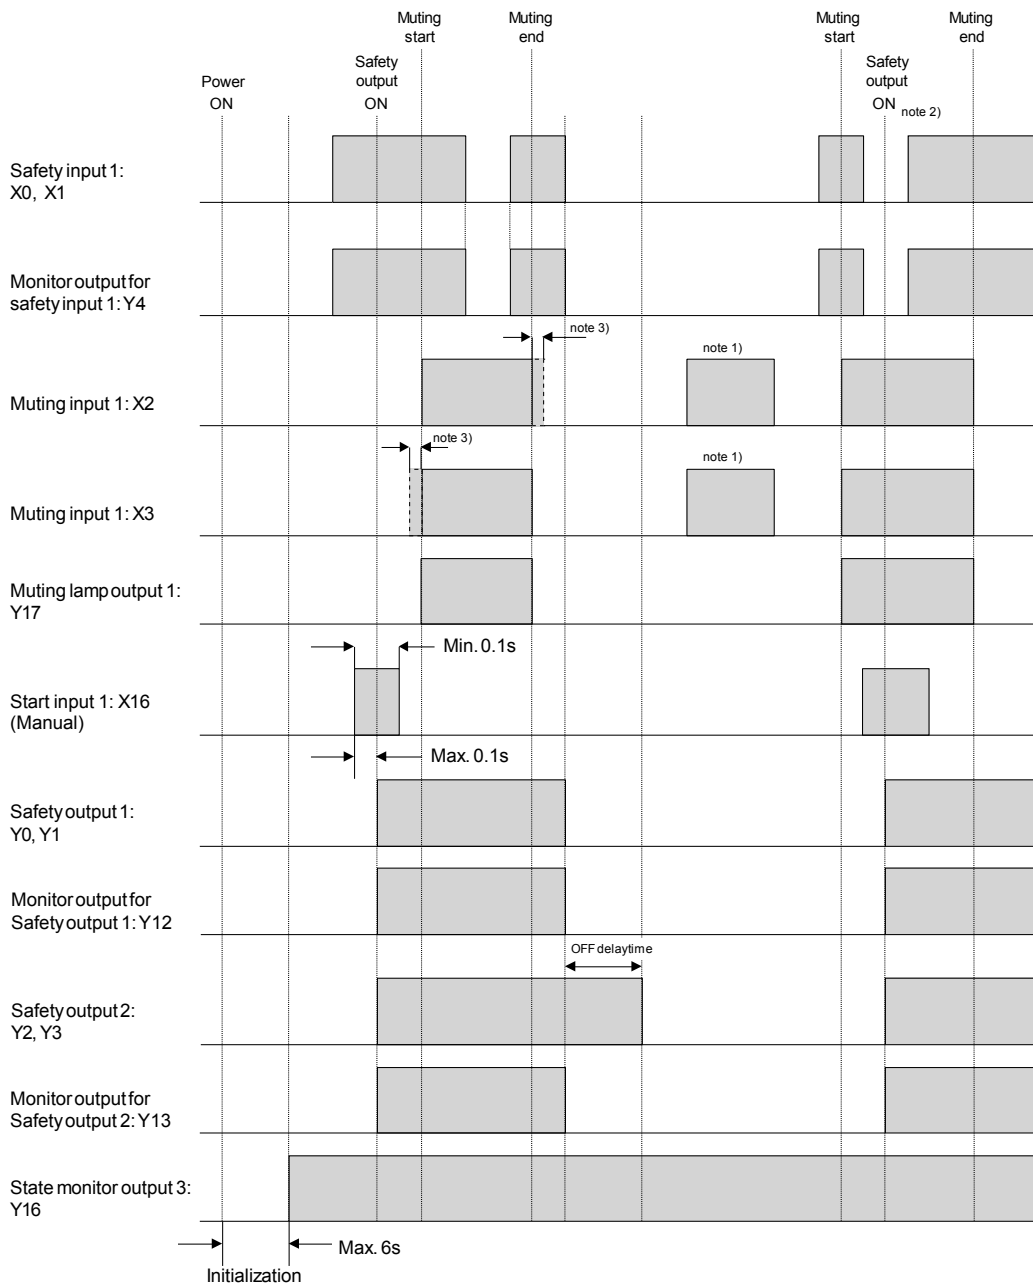 Muting
start
Muting
end
Muting
start
Muting
end
Power
ON
Safety
output
ON
Safety
output
ON note 2)
Safety input 1:
X0, X1
Monitor output for
safety input 1: Y4
note 3)
note 1)
Muting input 1: X2
note 3)
note 1)
Muting input 1: X3
Muting lamp output 1:
Y17
Min. 0.1s
Start input 1: X16
(Manual)
Max. 0.1s
Safety output 1:
Y0, Y1
Monitor output for
Safety output 1: Y12
OFF delay time
Safety output 2:
Y2, Y3
Monitor output for
Safety output 2: Y13
State monitor output 3:
Y16
Max. 6s
Initialization